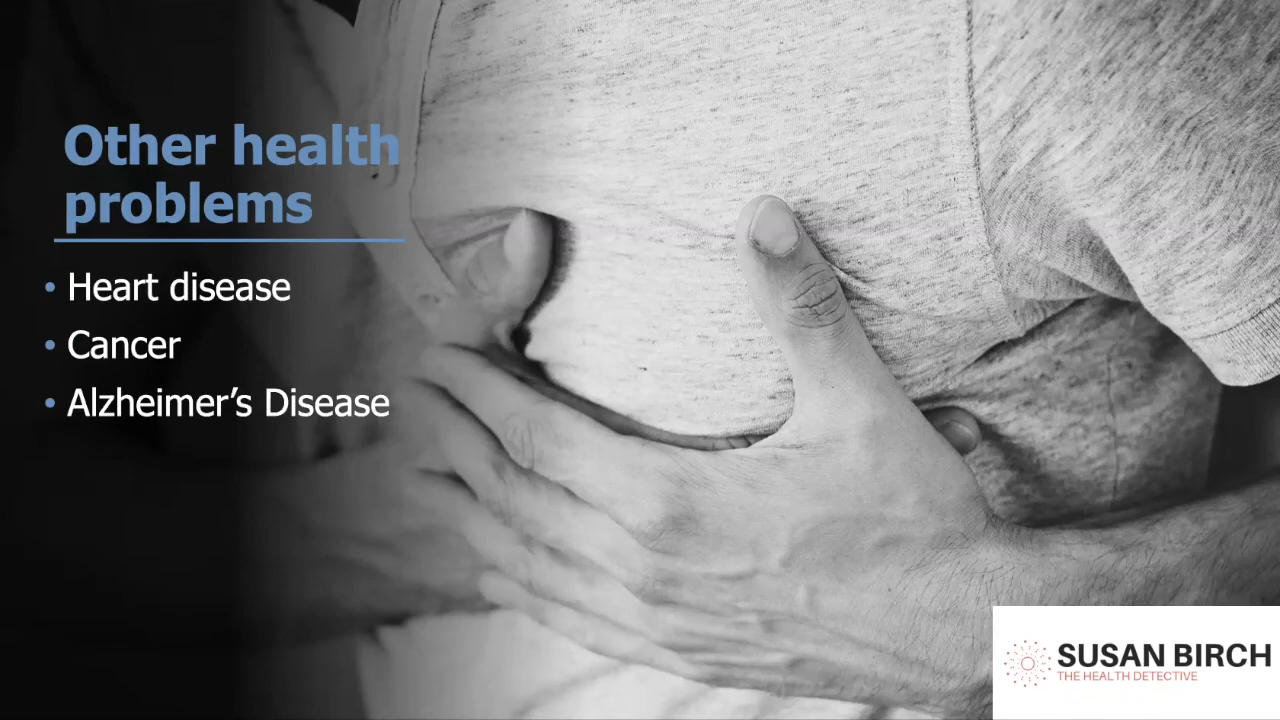 Other health
problems
• Heart disease
• Cancer
• Alzheimer’s Disease
SUSAN BIRCH
THE HEALTH DETECTIVE